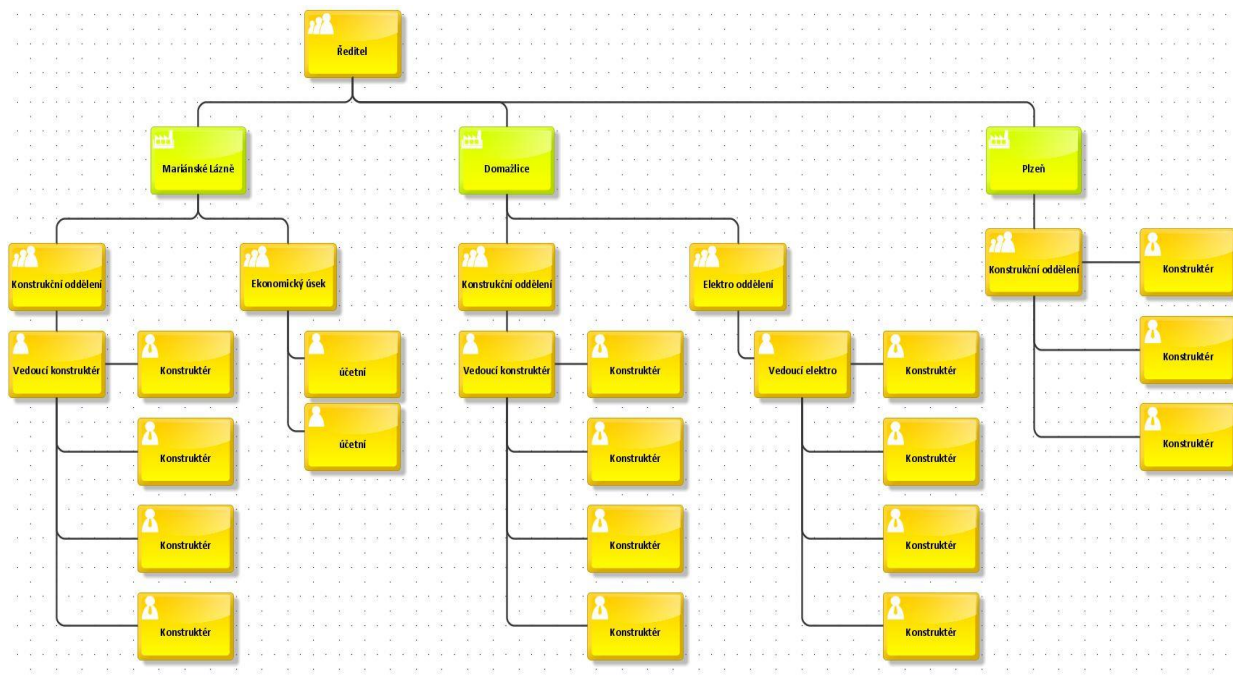 Ředitel
Mariánské Lázně
Domažlice
Plzeň
Konstrukční oddělení
Ekonomický úsek
Konstrukční oddělení
Elektro oddělení
Konstrukční oddělení
Konstruktér
Vedoucí konstruktér
Konstruktér
účetní
Vedoucí konstruktér
Konstruktér
Vedoucí elektro
Konstruktér
Konstruktér
Konstruktér
účetní
Konstruktér
Konstruktér
Konstruktér
Konstruktér
Konstruktér
Konstruktér
Konstruktér
Konstruktér
Konstruktér